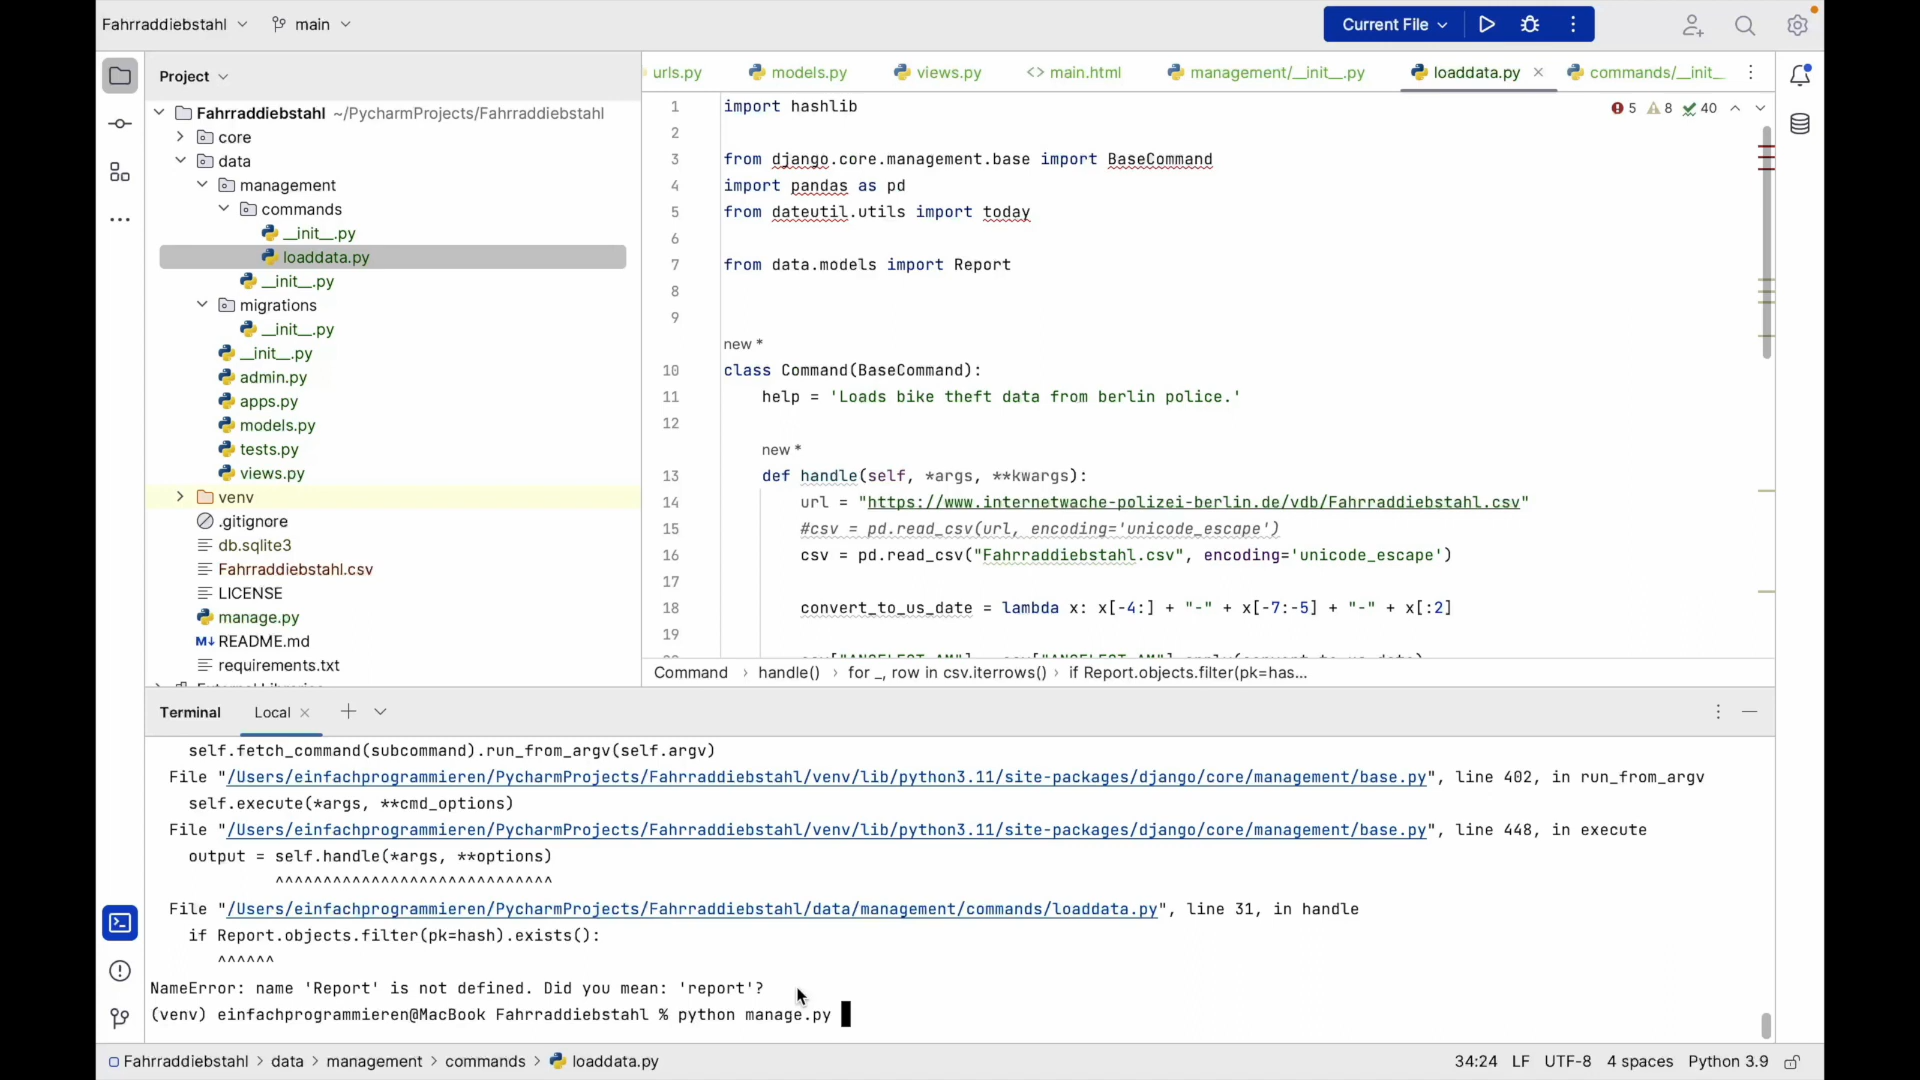 Fahrraddiebstahl main Current File
Project
Fahrraddiebstahl ~/PycharmProjects/Fahrraddiebstahl
core
data
management
commands
__init__.py
loaddata.py
__init__.py
migrations
__init__.py
__init__.py
admin.py
apps.py
models.py
tests.py
views.py
venv
.gitignore
db.sqlite3
Fahrraddiebstahl.csv
LICENSE
manage.py
README.md
requirements.txt
urls.py models.py views.py main.html management/__init__.py loaddata.py commands/__init_...
5 8 40
1 import hashlib
2
3 from django.core.management.base import BaseCommand
4 import pandas as pd
5 from dateutil.utils import today
6
7 from data.models import Report
8
9
new *
10 class Command(BaseCommand):
11 help = 'Loads bike theft data from berlin police.'
12
new *
13 def handle(self, *args, **kwargs):
14 url = "https://www.internetwache-polizei-berlin.de/vdb/Fahrraddiebstahl.csv"
15 #csv = pd.read_csv(url, encoding='unicode_escape')
16 csv = pd.read_csv("Fahrraddiebstahl.csv", encoding='unicode_escape')
17
18 convert_to_us_date = lambda x: x[-4:] + "-" + x[-7:-5] + "-" + x[:2]
19
Command › handle() › for _, row in csv.iterrows() › if Report.objects.filter(pk=has...
Terminal Local
self.fetch_command(subcommand).run_from_argv(self.argv)
File "/Users/einfachprogrammieren/PycharmProjects/Fahrraddiebstahl/venv/lib/python3.11/site-packages/django/core/management/base.py", line 402, in run_from_argv
self.execute(*args, **cmd_options)
File "/Users/einfachprogrammieren/PycharmProjects/Fahrraddiebstahl/venv/lib/python3.11/site-packages/django/core/management/base.py", line 448, in execute
output = self.handle(*args, **options)
^^^^^^^^^^^^^^^^^^^^^^^^^^^^^
File "/Users/einfachprogrammieren/PycharmProjects/Fahrraddiebstahl/data/management/commands/loaddata.py", line 31, in handle
if Report.objects.filter(pk=hash).exists():
^^^^^^
NameError: name 'Report' is not defined. Did you mean: 'report'?
(venv) einfachprogrammieren@MacBook Fahrraddiebstahl % python manage.py
Fahrraddiebstahl › data › management › commands › loaddata.py 34:24 LF UTF-8 4 spaces Python 3.9